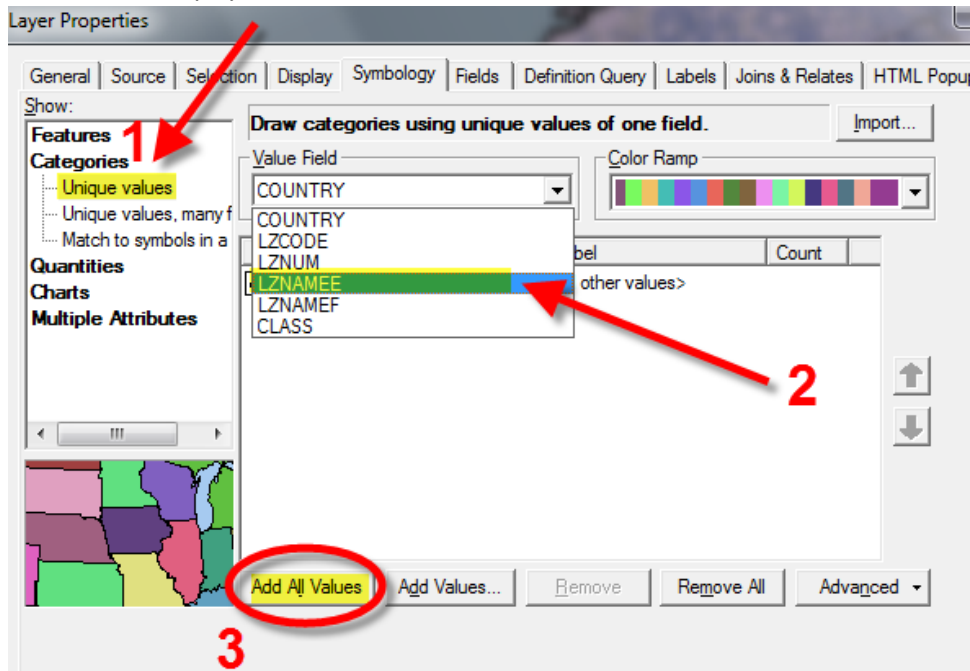 Layer Properties
General Source Selection Display Symbology Fields Definition Query Labels Joins & Relates HTML Popup
Show:
Features
Categories
Unique values
Unique values, many f
Match to symbols in a
Quantities
Charts
Multiple Attributes
1
Draw categories using unique values of one field.
Import...
Value Field
COUNTRY
COUNTRY
LZCODE
LZNUM
LZNAMEE
LZNAMEF
CLASS
Color Ramp
bel Count
other values>
2
Add All Values Add Values... Remove Remove All Advanced
3